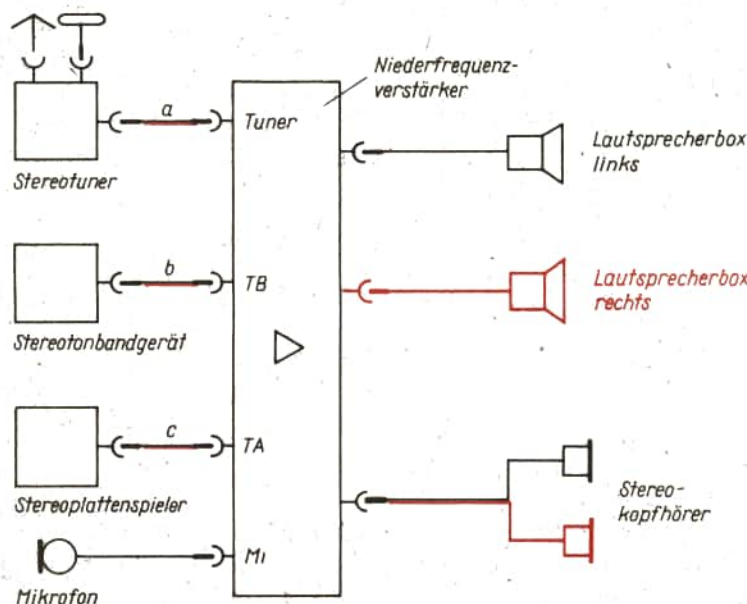 Niederfrequenz-
verstärker
a
Tuner
Stereotuner
Lautsprecherbox
links
b
TB
Stereotonbandgerät
Lautsprecherbox
rechts
c
TA
Stereoplattenspieler
Stereo-
kopfhörer
Mi
Mikrofon